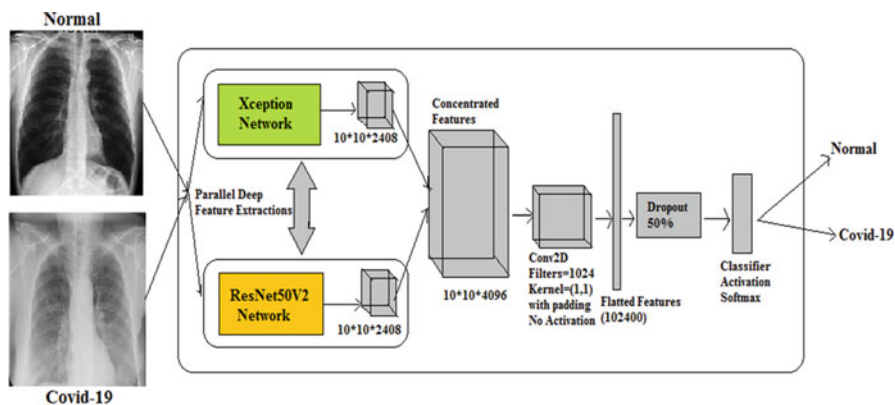 Normal
Covid-19
Parallel Deep
Feature Extractions
Xception
Network
10*10*2408
ResNet50V2
Network
10*10*2408
Concentrated
Features
10*10*4096
Conv2D
Filters=1024
Kernel=(1,1)
with padding
No Activation
Flatted Features
(102400)
Dropout
50%
Classifier
Activation
Softmax
Normal
Covid-19